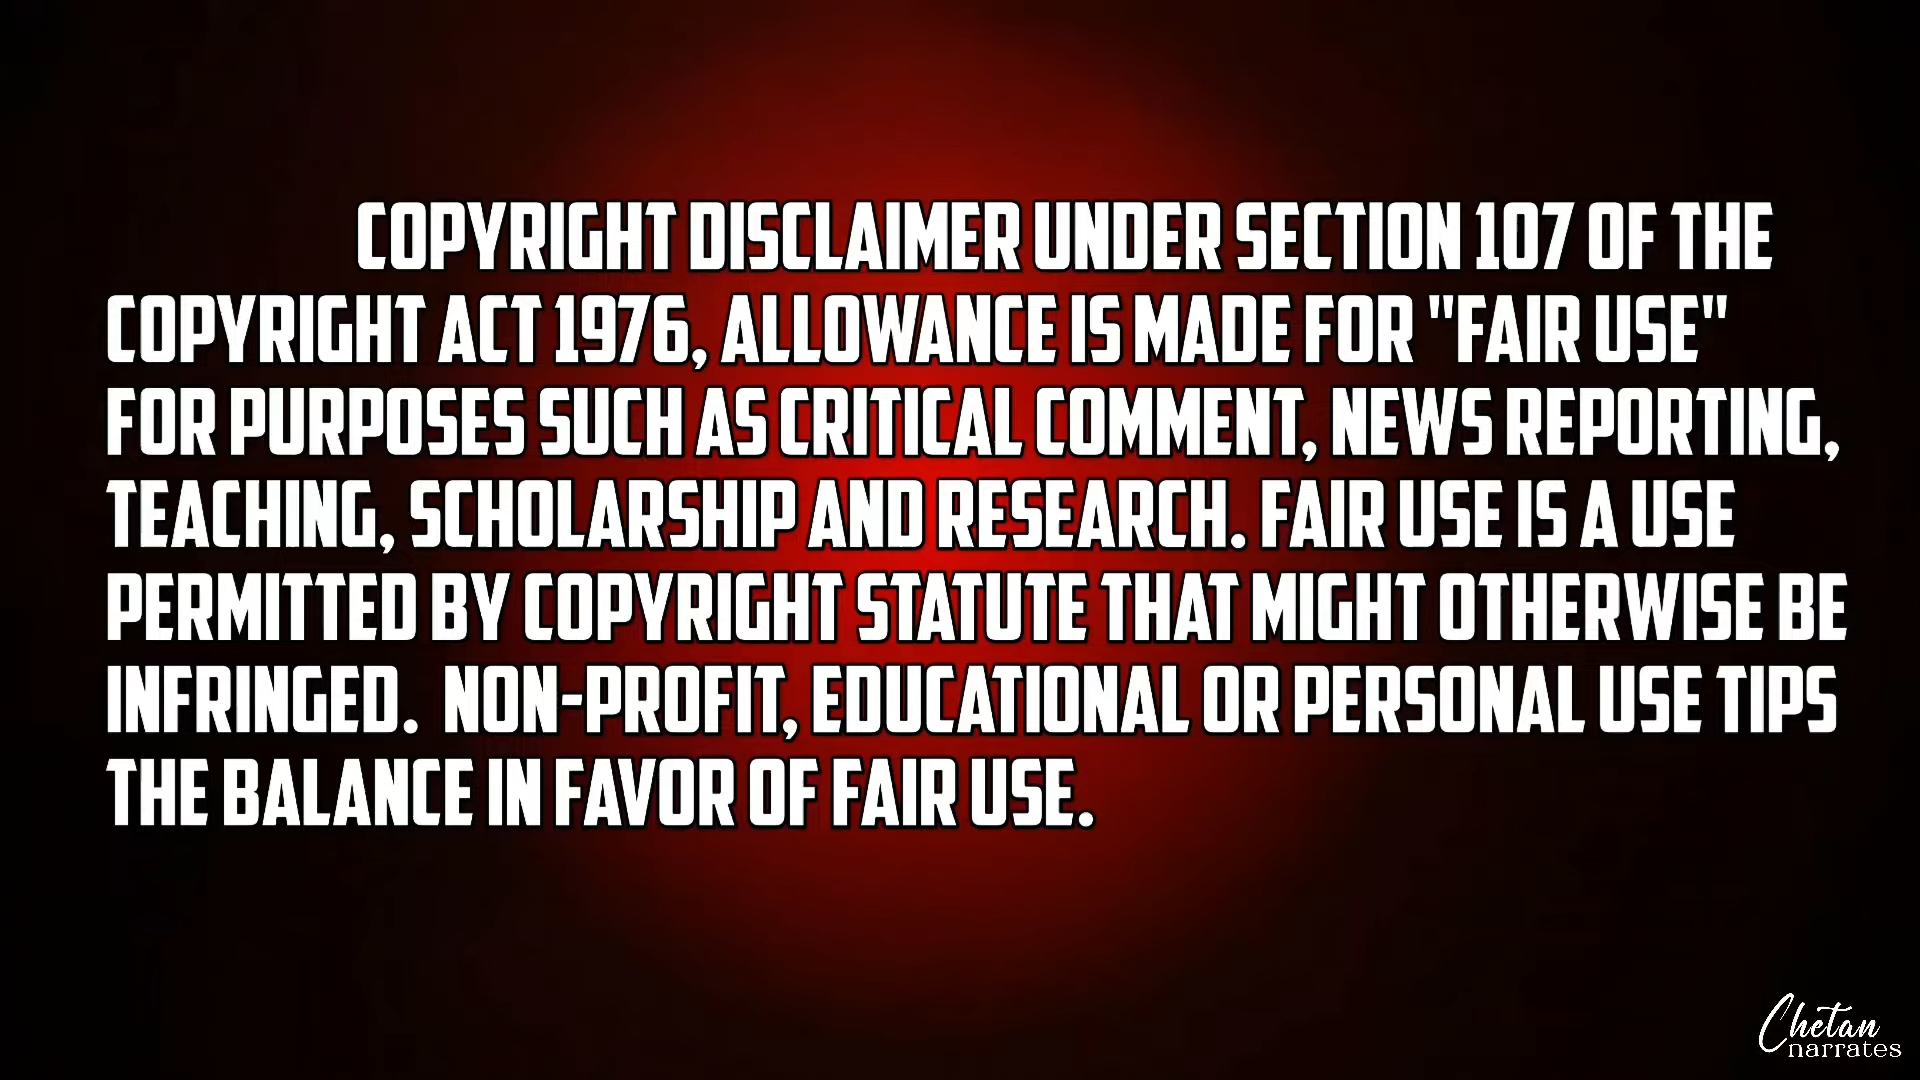 COPYRIGHT DISCLAIMER UNDER SECTION 107 OF THE
COPYRIGHT ACT 1976, ALLOWANCE IS MADE FOR "FAIR USE"
FOR PURPOSES SUCH AS CRITICAL COMMENT, NEWS REPORTING,
TEACHING, SCHOLARSHIP AND RESEARCH. FAIR USE IS A USE
PERMITTED BY COPYRIGHT STATUTE THAT MIGHT OTHERWISE BE
INFRINGED. NON-PROFIT, EDUCATIONAL OR PERSONAL USE TIPS
THE BALANCE IN FAVOR OF FAIR USE.
Chetan
narrates